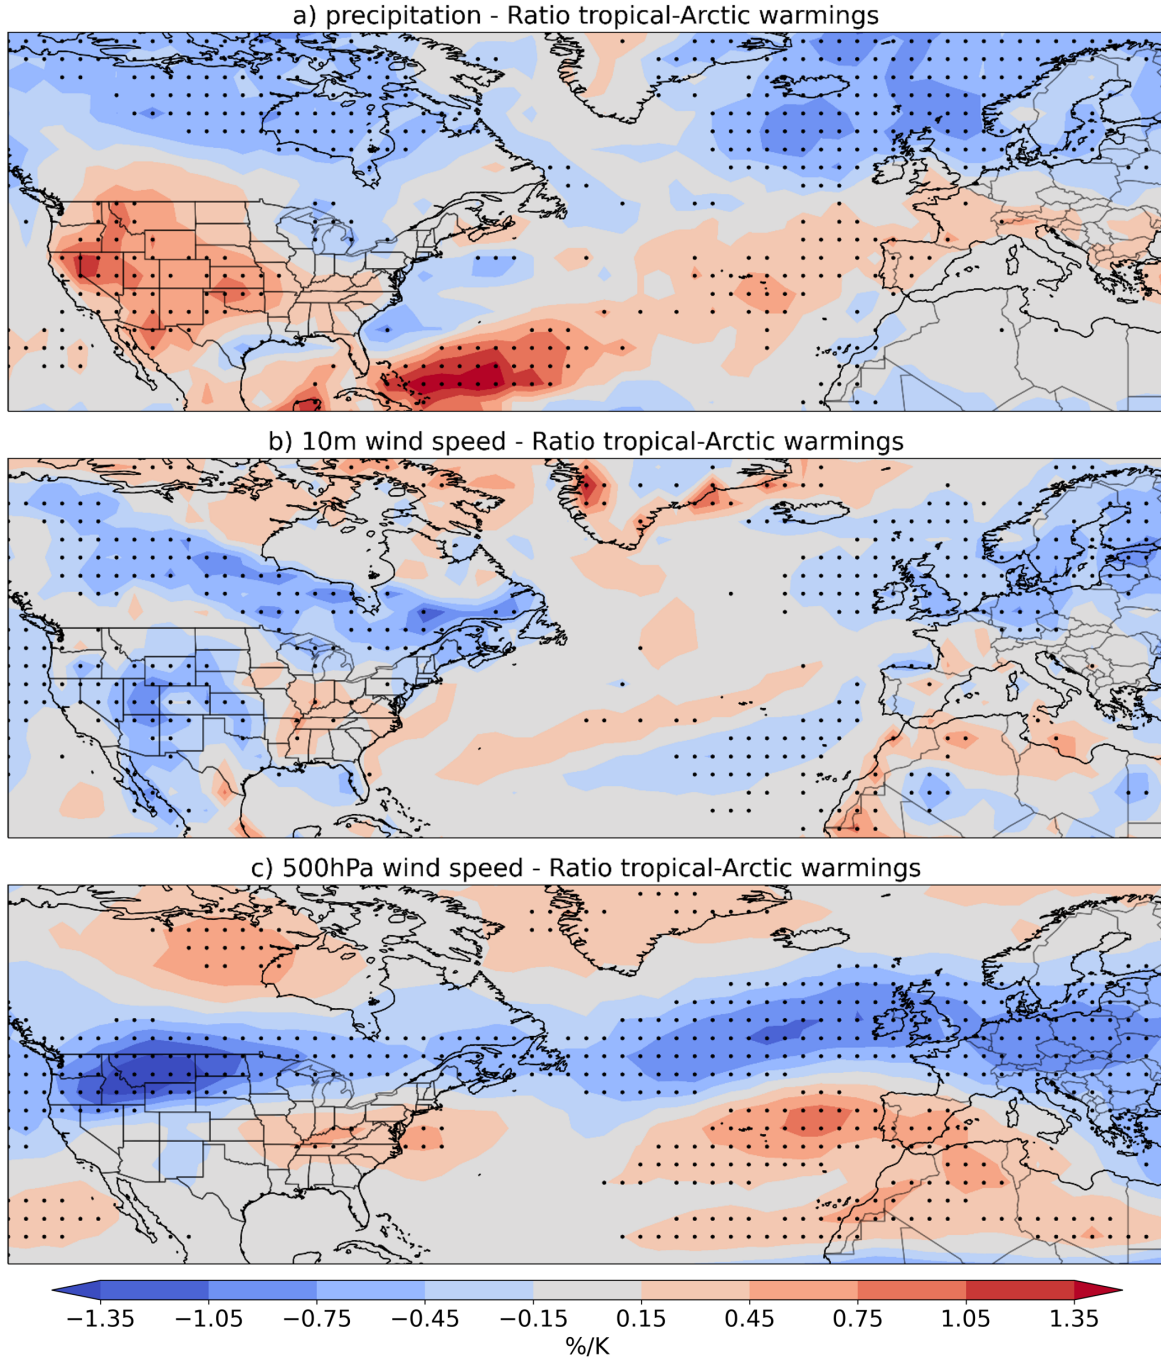 a) precipitation - Ratio tropical-Arctic warmings
b) 10m wind speed - Ratio tropical-Arctic warmings
c) 500hPa wind speed - Ratio tropical-Arctic warmings
−1.35 −1.05 −0.75 −0.45 −0.15 0.15 0.45 0.75 1.05 1.35
%/K